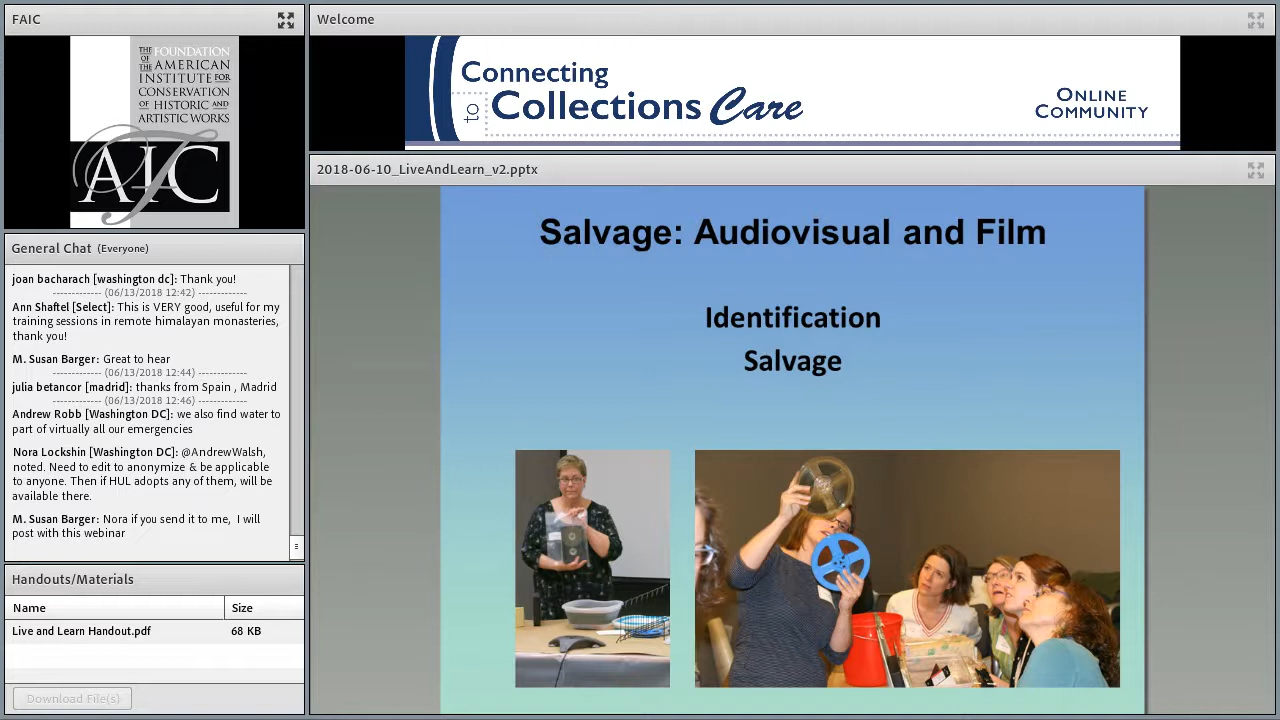 FAIC
THE FOUNDATION
OF THE AMERICAN
INSTITUTE FOR
CONSERVATION
OF HISTORIC AND
ARTISTIC WORKS
AIC
General Chat (Everyone)
joan bacharach [washington dc]: Thank you!
------------- (06/13/2018 12:42) -------------
Ann Shaftel [Select]: This is VERY good, useful for my
training sessions in remote himalayan monasteries,
thank you!
M. Susan Barger: Great to hear
------------- (06/13/2018 12:44) -------------
julia betancor [madrid]: thanks from Spain , Madrid
------------- (06/13/2018 12:46) -------------
Andrew Robb [Washington DC]: we also find water to
part of virtually all our emergencies
Nora Lockshin [Washington DC]: @AndrewWalsh,
noted. Need to edit to anonymize & be applicable
to anyone. Then if HUL adopts any of them, will be
available there.
M. Susan Barger: Nora if you send it to me, I will
post with this webinar
Handouts/Materials
Name Size
Live and Learn Handout.pdf 68 KB
Download File(s)
Welcome
Connecting
to Collections Care
ONLINE
COMMUNITY
2018-06-10_LiveAndLearn_v2.pptx
Salvage: Audiovisual and Film
Identification
Salvage